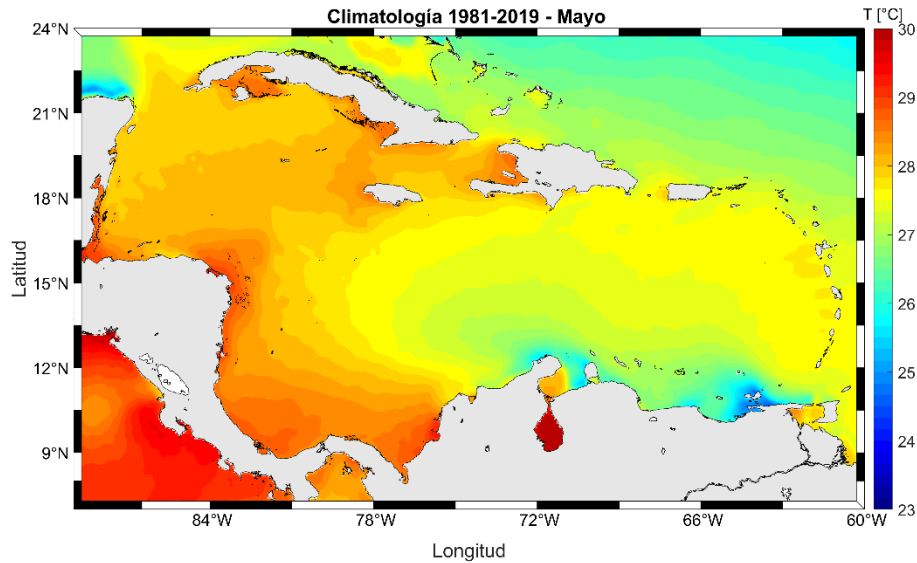 Climatología 1981-2019 - Mayo
T [°C]
24°N
21°N
18°N
15°N
12°N
9°N
Latitud
84°W
78°W
72°W
66°W
60°W
Longitud
30
29
28
27
26
25
24
23